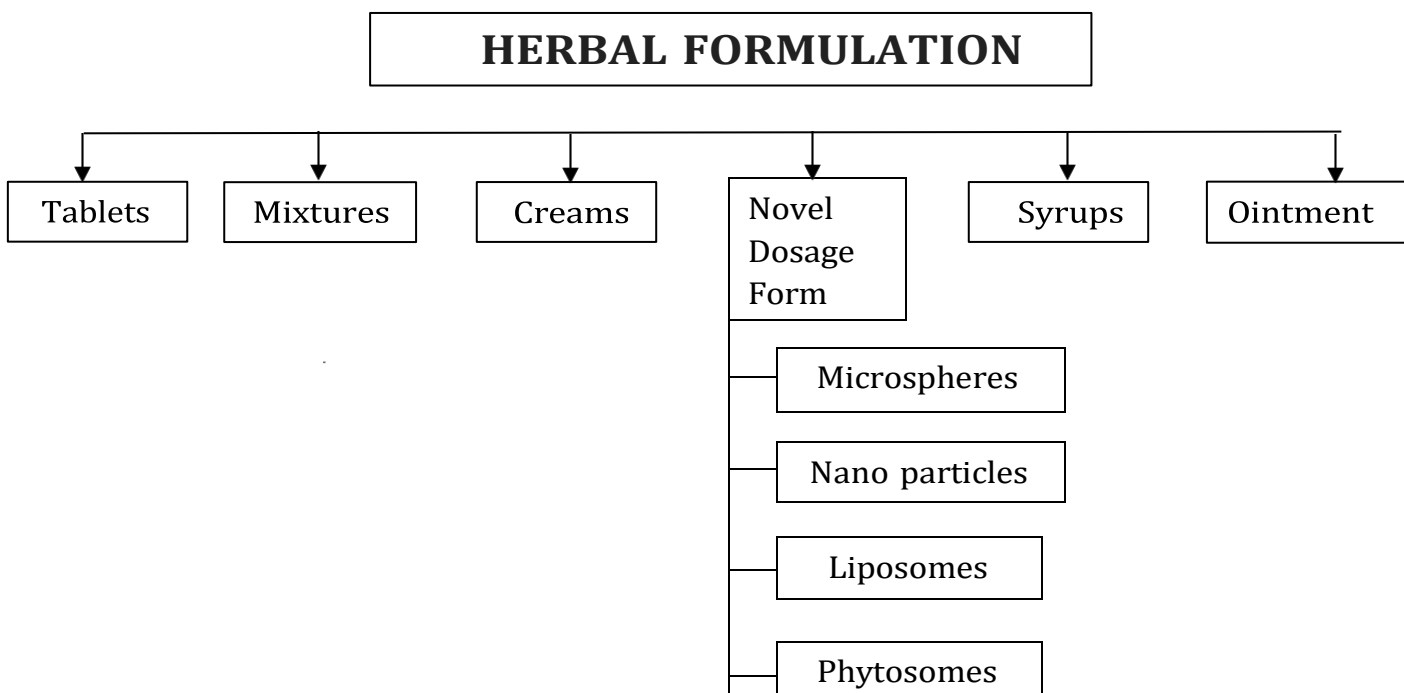 HERBAL FORMULATION
Tablets
Mixtures
Creams
Novel
Dosage
Form
Syrups
Ointment
Microspheres
Nano particles
Liposomes
Phytosomes